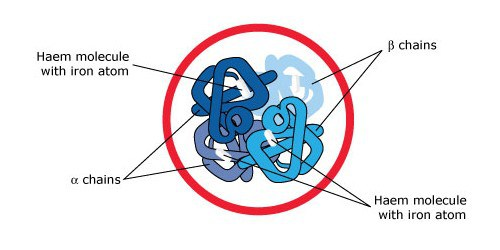 Haem molecule
with iron atom
β chains
α chains
Haem molecule
with iron atom